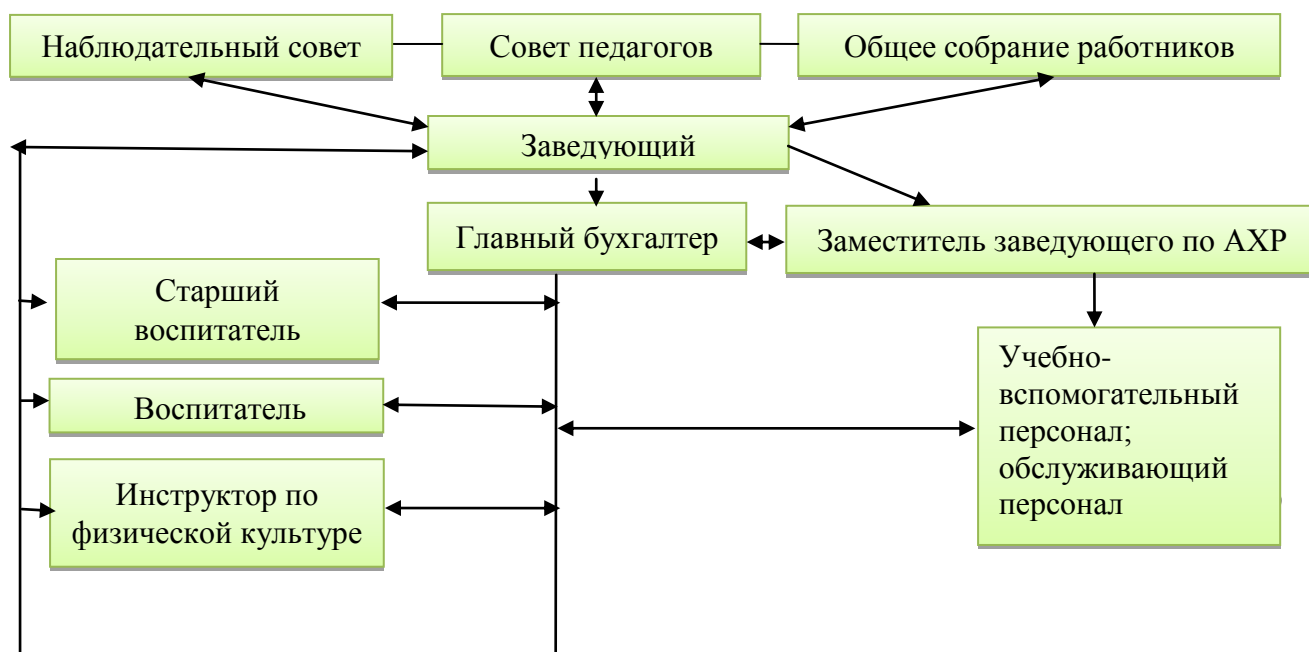 Наблюдательный совет
Совет педагогов
Общее собрание работников
Заведующий
Главный бухгалтер
Заместитель заведующего по АХР
Старший
воспитатель
Воспитатель
Инструктор по
физической культуре
Учебно-
вспомогательный
персонал;
обслуживающий
персонал